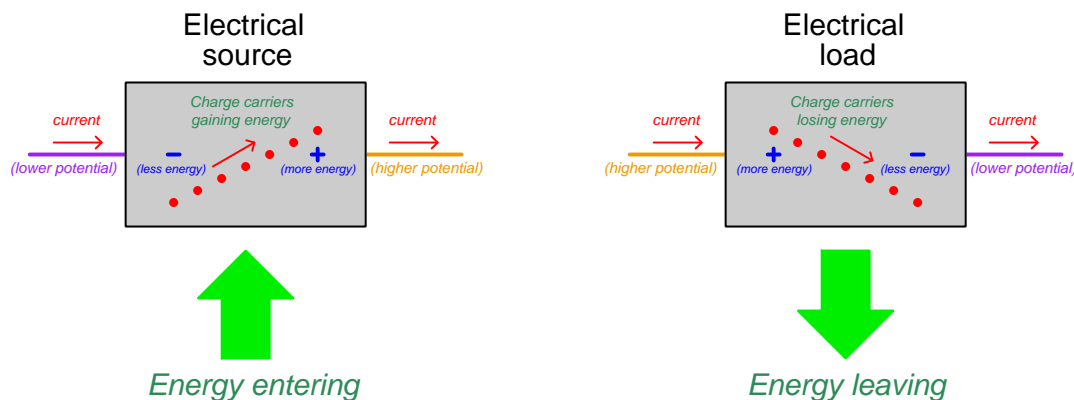 Electrical
source
Charge carriers
gaining energy
current
current
–
+
(lower potential)
(less energy)
(more energy)
(higher potential)
Energy entering
Electrical
load
Charge carriers
losing energy
current
current
+
–
(higher potential)
(more energy)
(less energy)
(lower potential)
Energy leaving